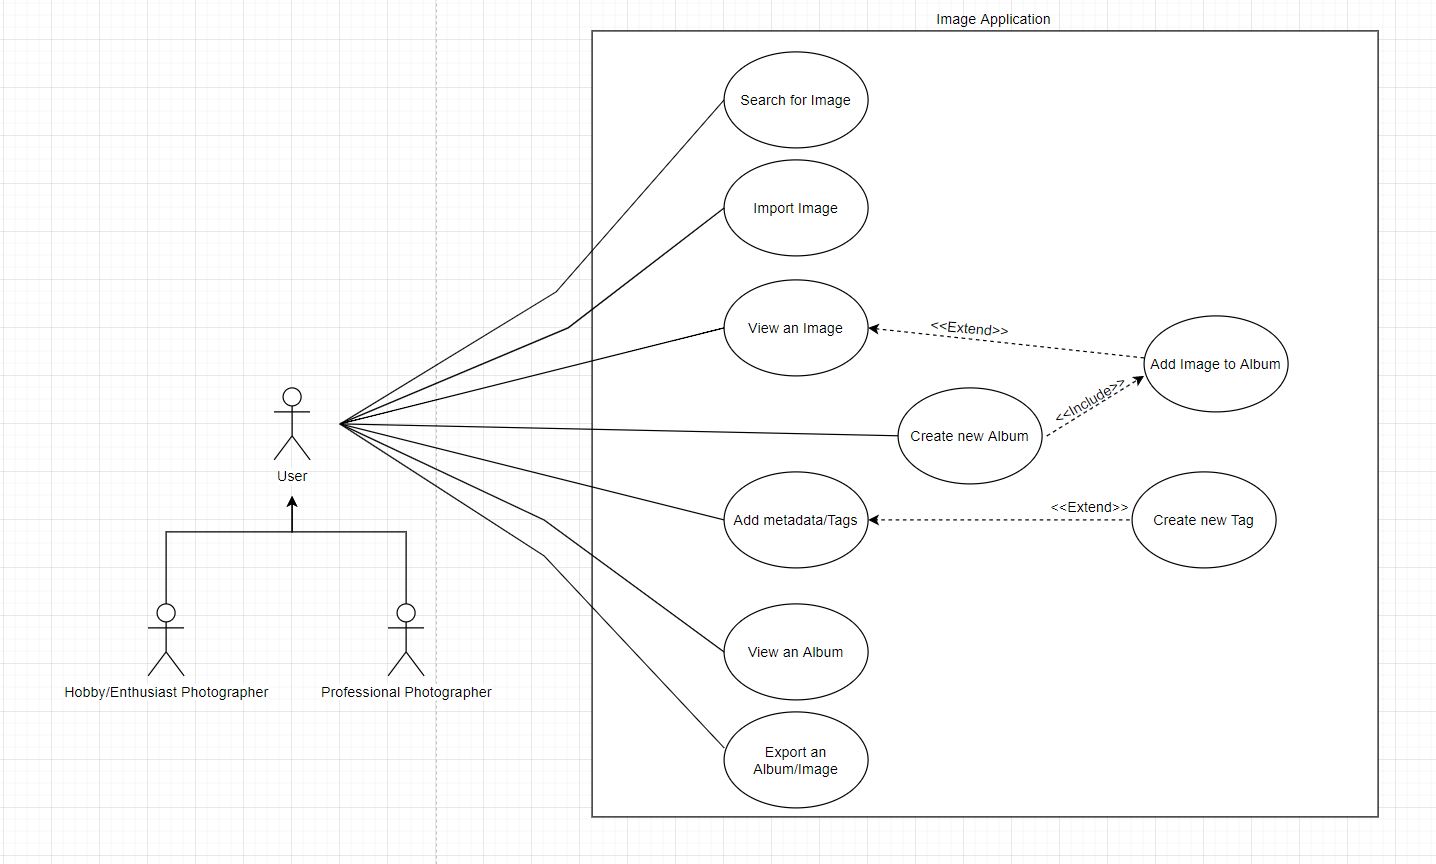 Image Application
Search for Image
Import Image
View an Image
<<Extend>>
Add Image to Album
<<Include>>
Create new Album
User
Add metadata/Tags
<<Extend>>
Create new Tag
View an Album
Hobby/Enthusiast Photographer
Professional Photographer
Export an
Album/Image